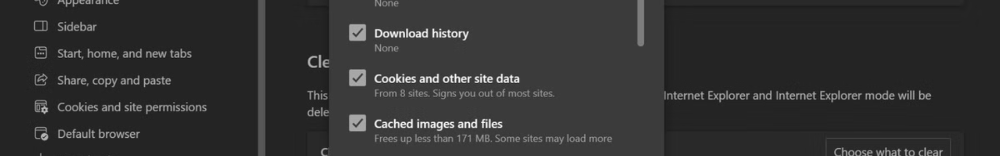 Appearance
Sidebar
Start, home, and new tabs
Share, copy and paste
Cookies and site permissions
Default browser
None
Download history
None
Cookies and other site data
From 8 sites. Signs you out of most sites.
Cached images and files
Frees up less than 171 MB. Some sites may load more
Cle
This
Internet Explorer and Internet Explorer mode will be
dele
C
Choose what to clear